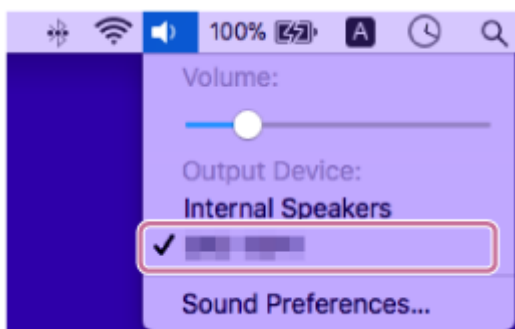 100% A
Volume:
Output Device:
Internal Speakers
Sound Preferences...